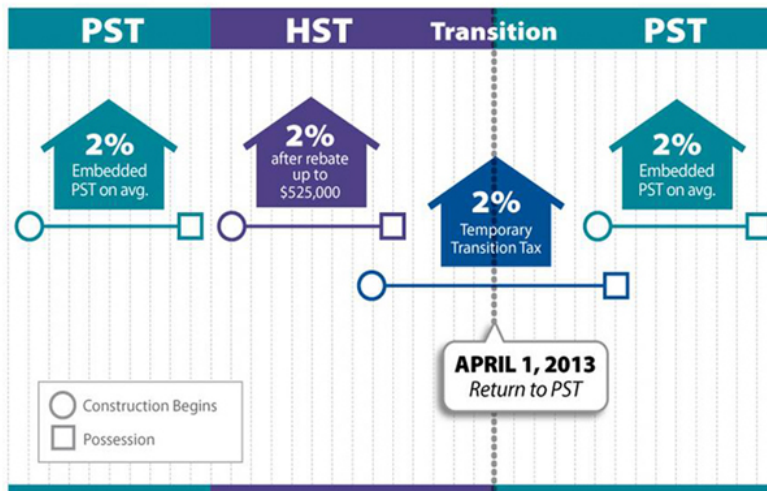 PST
HST
Transition
PST
2%
Embedded
PST on avg.
2%
after rebate
up to
$525,000
2%
Temporary
Transition Tax
2%
Embedded
PST on avg.
APRIL 1, 2013
Return to PST
Construction Begins
Possession